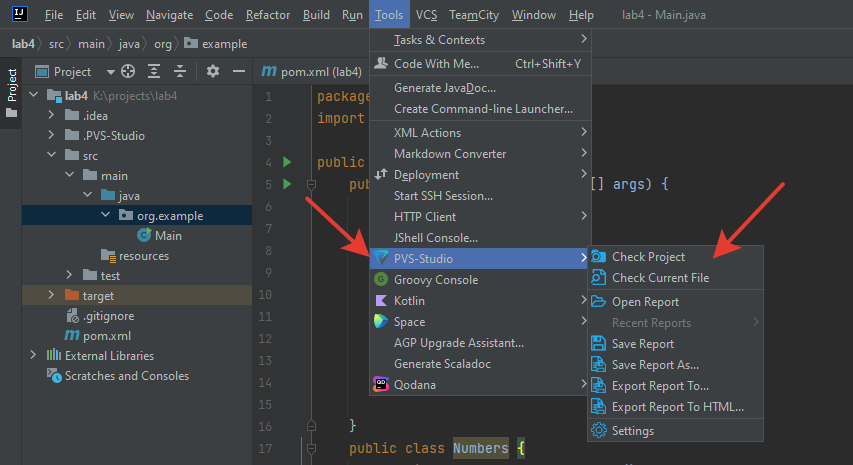 IJ File Edit View Navigate Code Refactor Build Run Tools VCS TeamCity Window Help lab4 - Main.java
lab4 src main java org example
Project
Project
pom.xml (lab4)
lab4 K:\projects\lab4
.idea
.PVS-Studio
src
main
java
org.example
Main
resources
test
target
.gitignore
pom.xml
External Libraries
Scratches and Consoles
1 package
2 import
3
4 public
5 pu [] args) {
6
7
8
9
10
11
12
13
14
15
16 }
17 public class Numbers {
Tasks & Contexts
Code With Me... Ctrl+Shift+Y
Generate JavaDoc...
Create Command-line Launcher...
XML Actions
Markdown Converter
Deployment
Start SSH Session...
HTTP Client
JShell Console...
PVS-Studio
Groovy Console
Kotlin
Space
AGP Upgrade Assistant...
Generate Scaladoc
Qodana
Check Project
Check Current File
Open Report
Recent Reports
Save Report
Save Report As...
Export Report To...
Export Report To HTML...
Settings